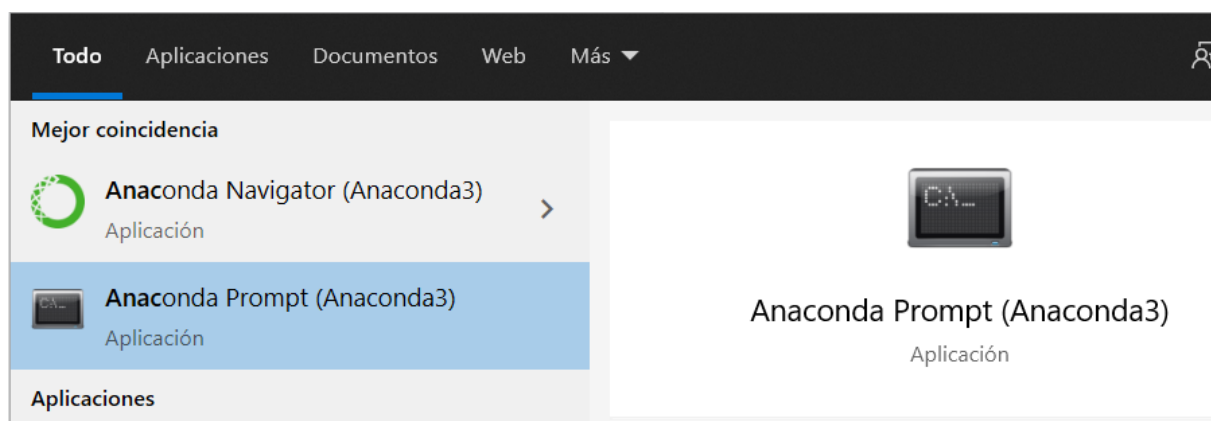 Todo Aplicaciones Documentos Web Más
Mejor coincidencia
Anaconda Navigator (Anaconda3)
Aplicación
Anaconda Prompt (Anaconda3)
Aplicación
Aplicaciones
C:\_
Anaconda Prompt (Anaconda3)
Aplicación